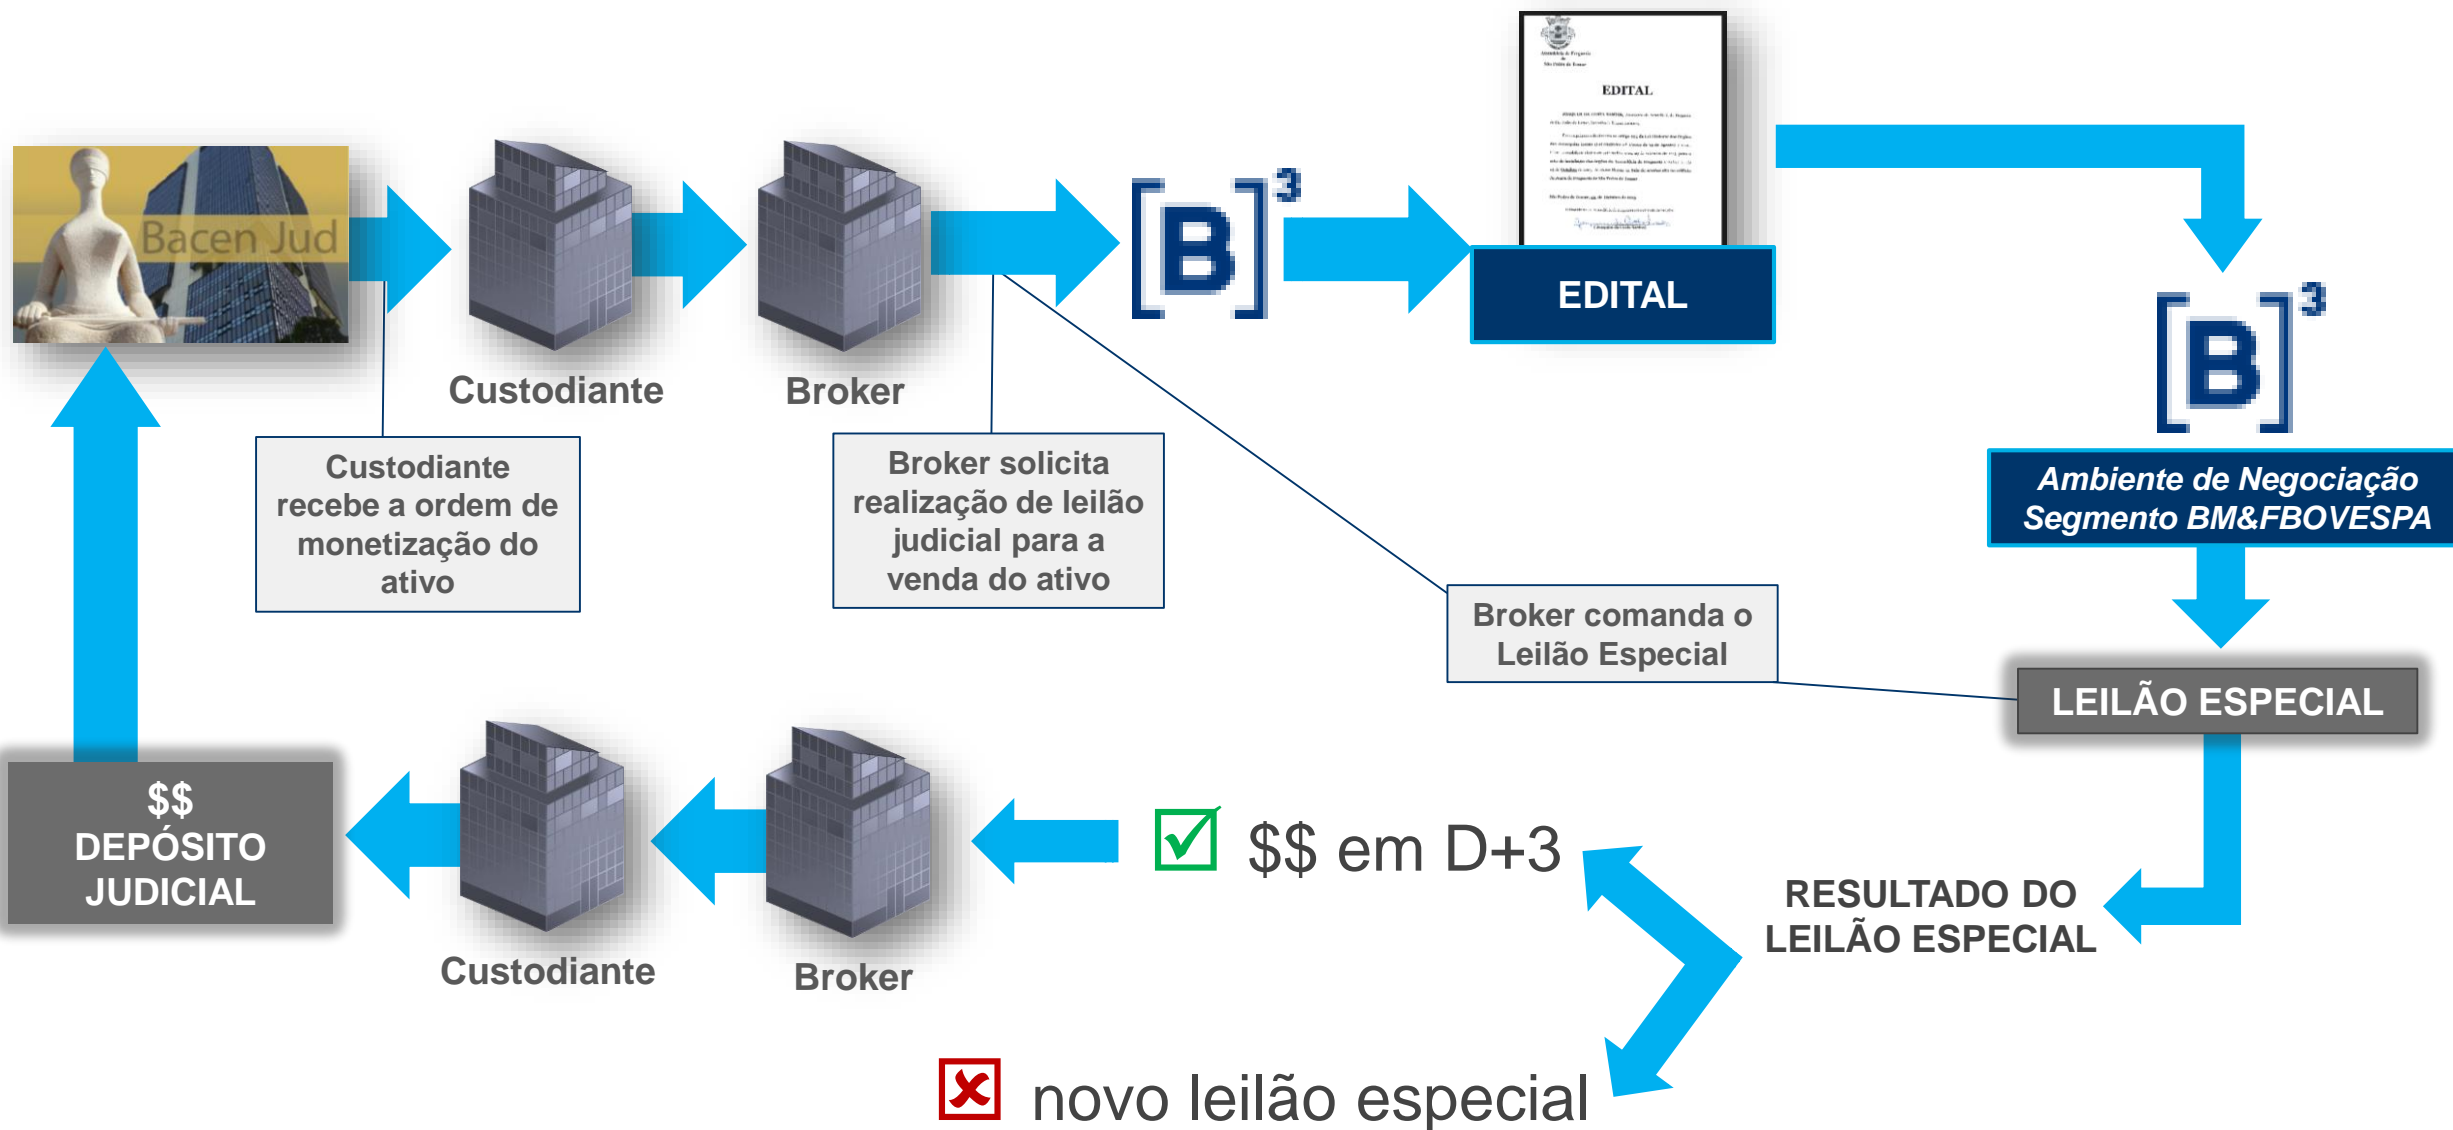 Bacen Jud
Custodiante
Broker
[B]³
EDITAL
EDITAL
[B]³
Ambiente de Negociação
Segmento BM&FBOVESPA
Custodiante
recebe a ordem de
monetização do
ativo
Broker solicita
realização de leilão
judicial para a
venda do ativo
Broker comanda o
Leilão Especial
LEILÃO ESPECIAL
RESULTADO DO
LEILÃO ESPECIAL
$$ em D+3
novo leilão especial
Broker
Custodiante
$$
DEPÓSITO
JUDICIAL